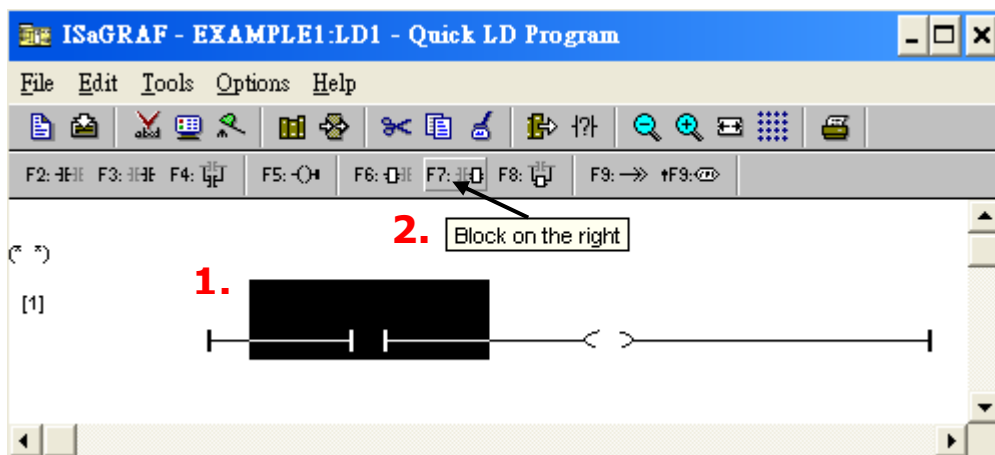 ISaGRAF - EXAMPLE1:LD1 - Quick LD Program
File Edit Tools Options Help
abcd
F2: F3: F4: F5: F6: F7: F8: F9: F9:
2. Block on the right
(* *)
1.
[1]